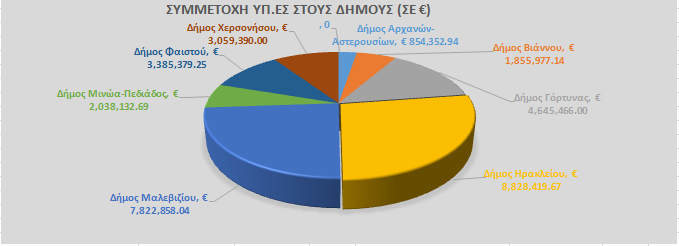 ΣΥΜΜΕΤΟΧΗ ΥΠ.ΕΣ ΣΤΟΥΣ ΔΗΜΟΥΣ (ΣΕ €)
, 0
Δήμος Αρχανών-
Αστερουσίων, € 854,352.94
Δήμος Βιάννου, €
1,855,977.14
Δήμος Γόρτυνας, €
4,645,466.00
Δήμος Ηρακλείου, €
8,828,419.67
Δήμος Μαλεβιζίου, €
7,822,858.04
Δήμος Μινώα-Πεδιάδος, €
2,038,132.69
Δήμος Φαιστού, €
3,385,379.25
Δήμος Χερσονήσου, €
3,059,390.00